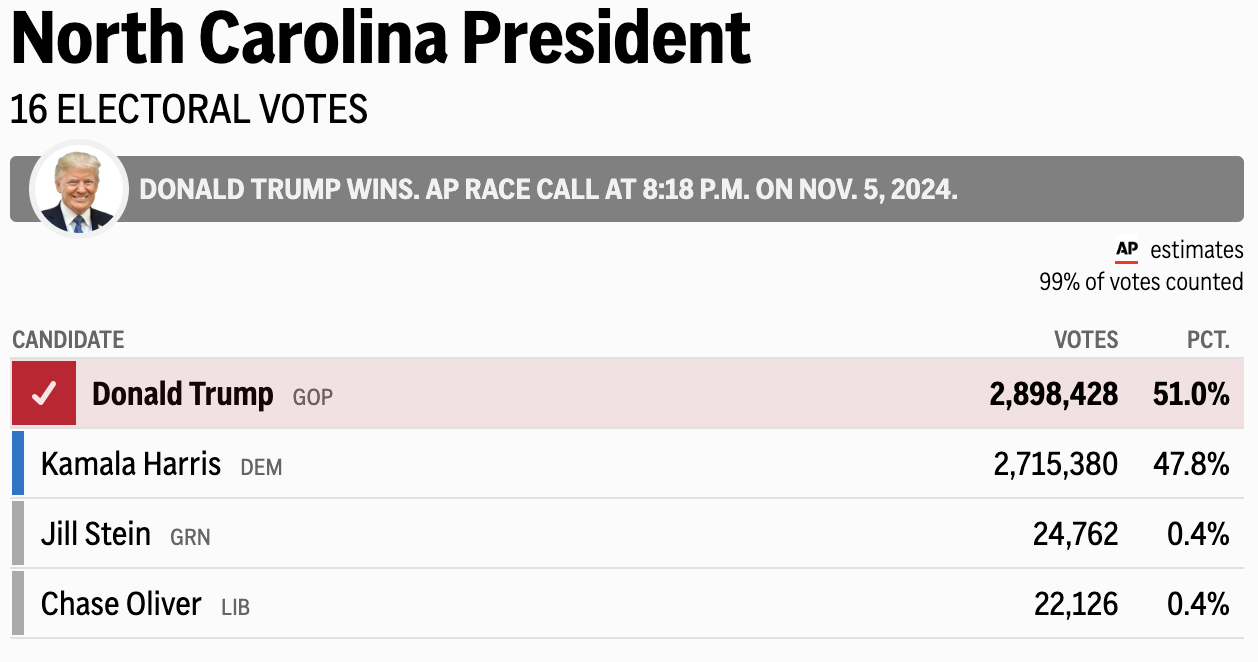 North Carolina President
16 ELECTORAL VOTES
DONALD TRUMP WINS. AP RACE CALL AT 8:18 P.M. ON NOV. 5, 2024.
AP estimates
99% of votes counted
CANDIDATE VOTES PCT.
Donald Trump GOP 2,898,428 51.0%
Kamala Harris DEM 2,715,380 47.8%
Jill Stein GRN 24,762 0.4%
Chase Oliver LIB 22,126 0.4%